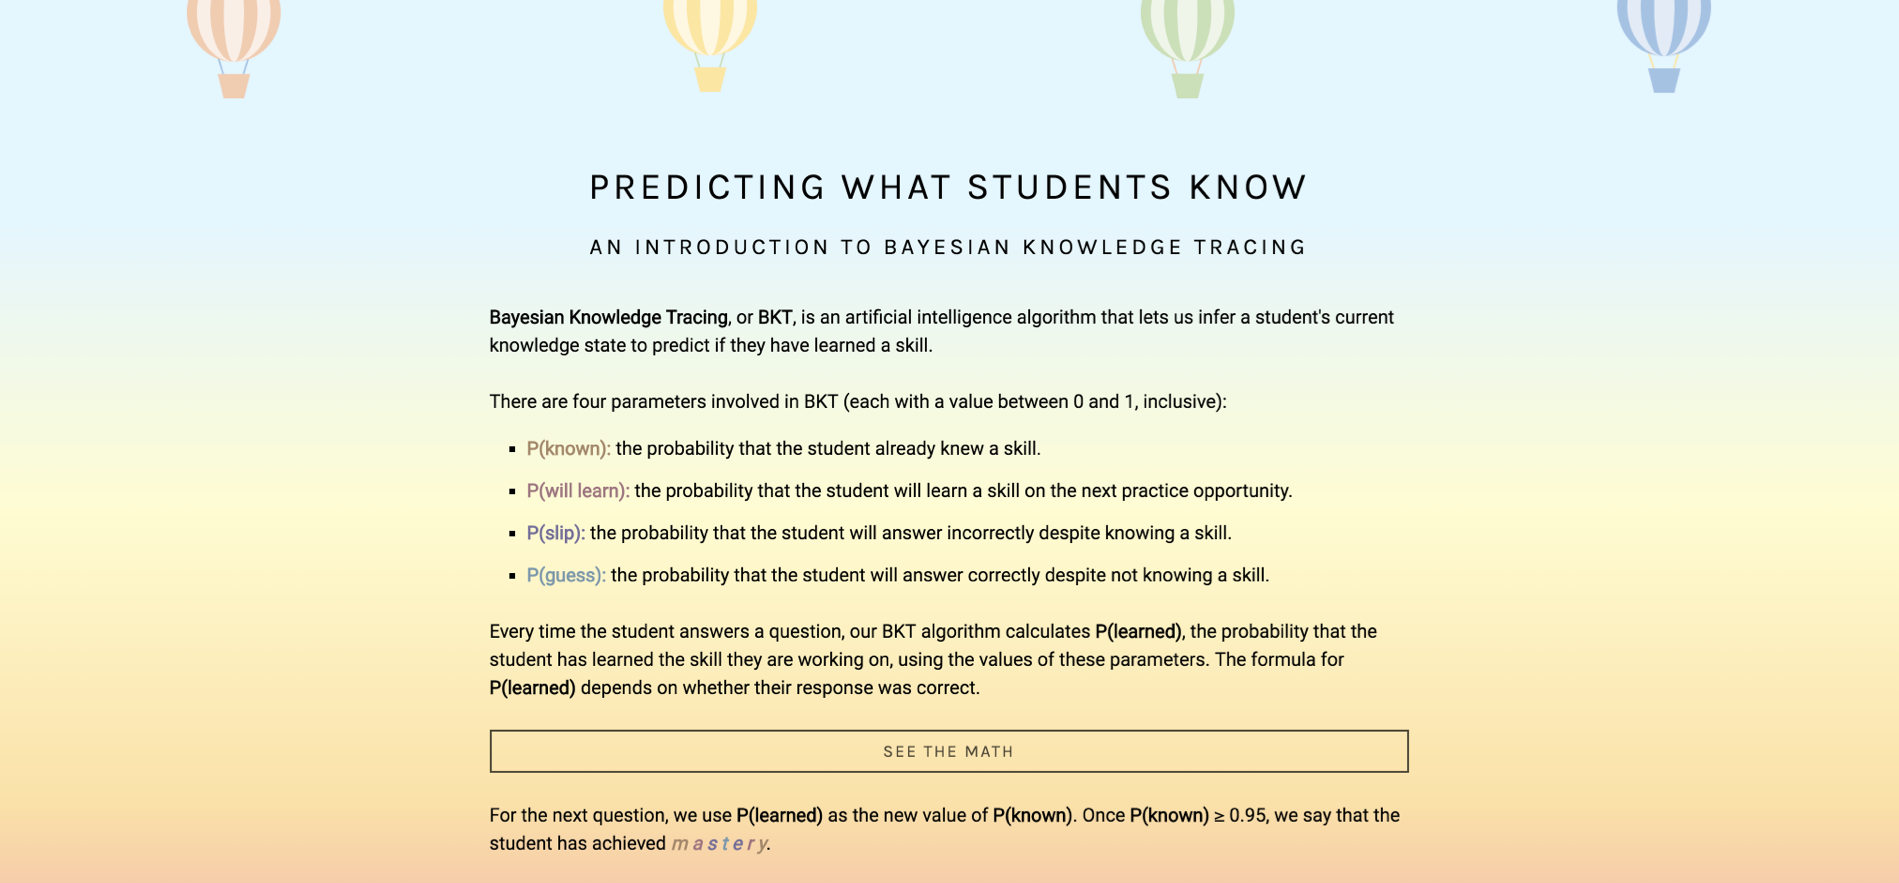 PREDICTING WHAT STUDENTS KNOW
AN INTRODUCTION TO BAYESIAN KNOWLEDGE TRACING
Bayesian Knowledge Tracing, or BKT, is an artificial intelligence algorithm that lets us infer a student's current
knowledge state to predict if they have learned a skill.
There are four parameters involved in BKT (each with a value between 0 and 1, inclusive):
▪ P(known): the probability that the student already knew a skill.
▪ P(will learn): the probability that the student will learn a skill on the next practice opportunity.
▪ P(slip): the probability that the student will answer incorrectly despite knowing a skill.
▪ P(guess): the probability that the student will answer correctly despite not knowing a skill.
Every time the student answers a question, our BKT algorithm calculates P(learned), the probability that the
student has learned the skill they are working on, using the values of these parameters. The formula for
P(learned) depends on whether their response was correct.
SEE THE MATH
For the next question, we use P(learned) as the new value of P(known). Once P(known) ≥ 0.95, we say that the
student has achieved mastery.